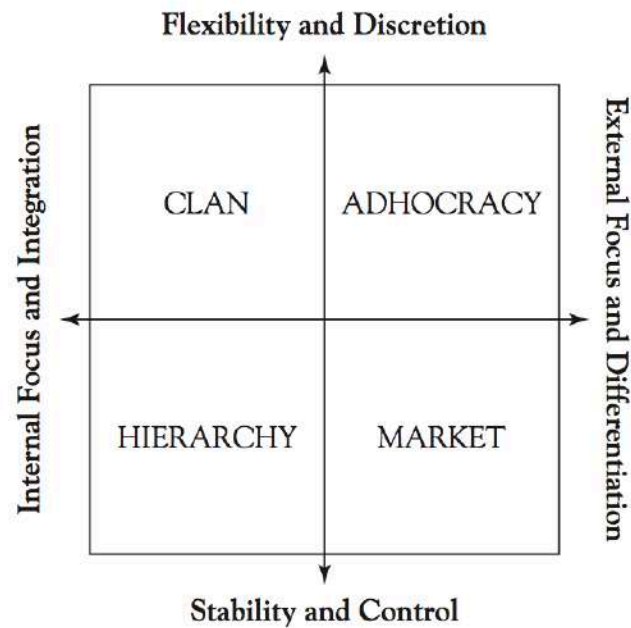 Flexibility and Discretion
Internal Focus and Integration
External Focus and Differentiation
CLAN
ADHOCRACY
HIERARCHY
MARKET
Stability and Control